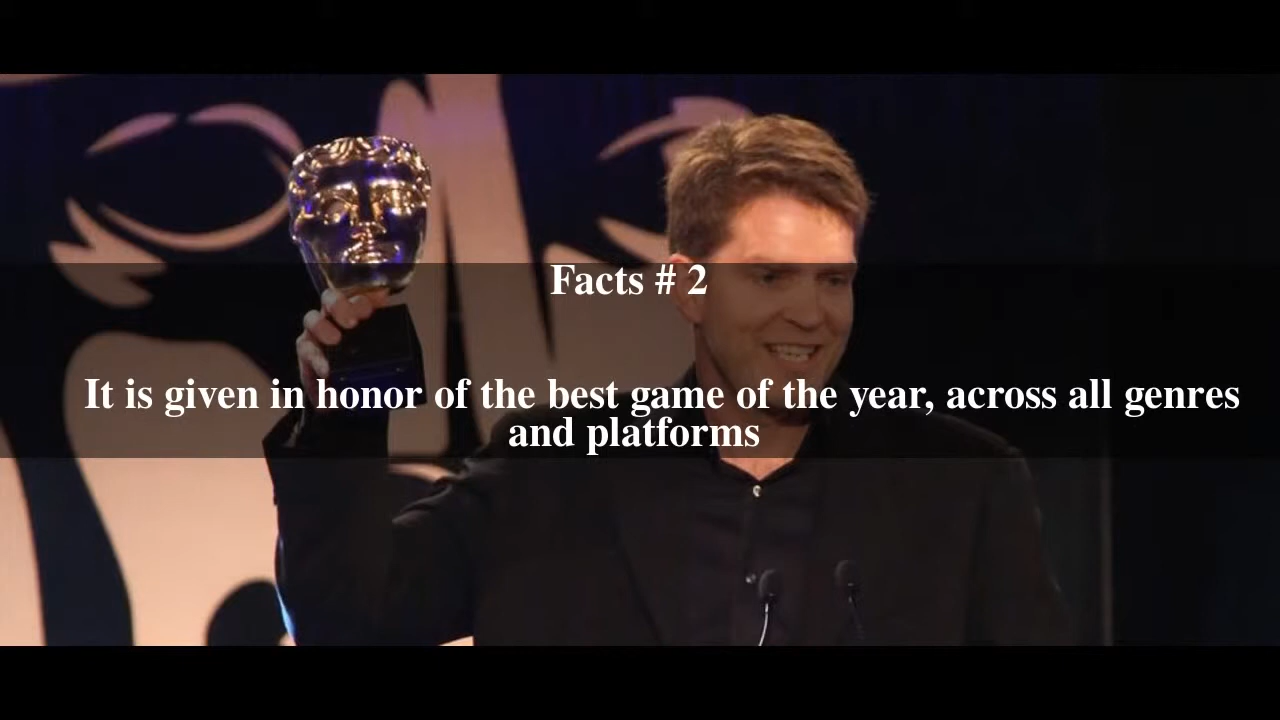 Facts # 2
It is given in honor of the best game of the year, across all genres
and platforms